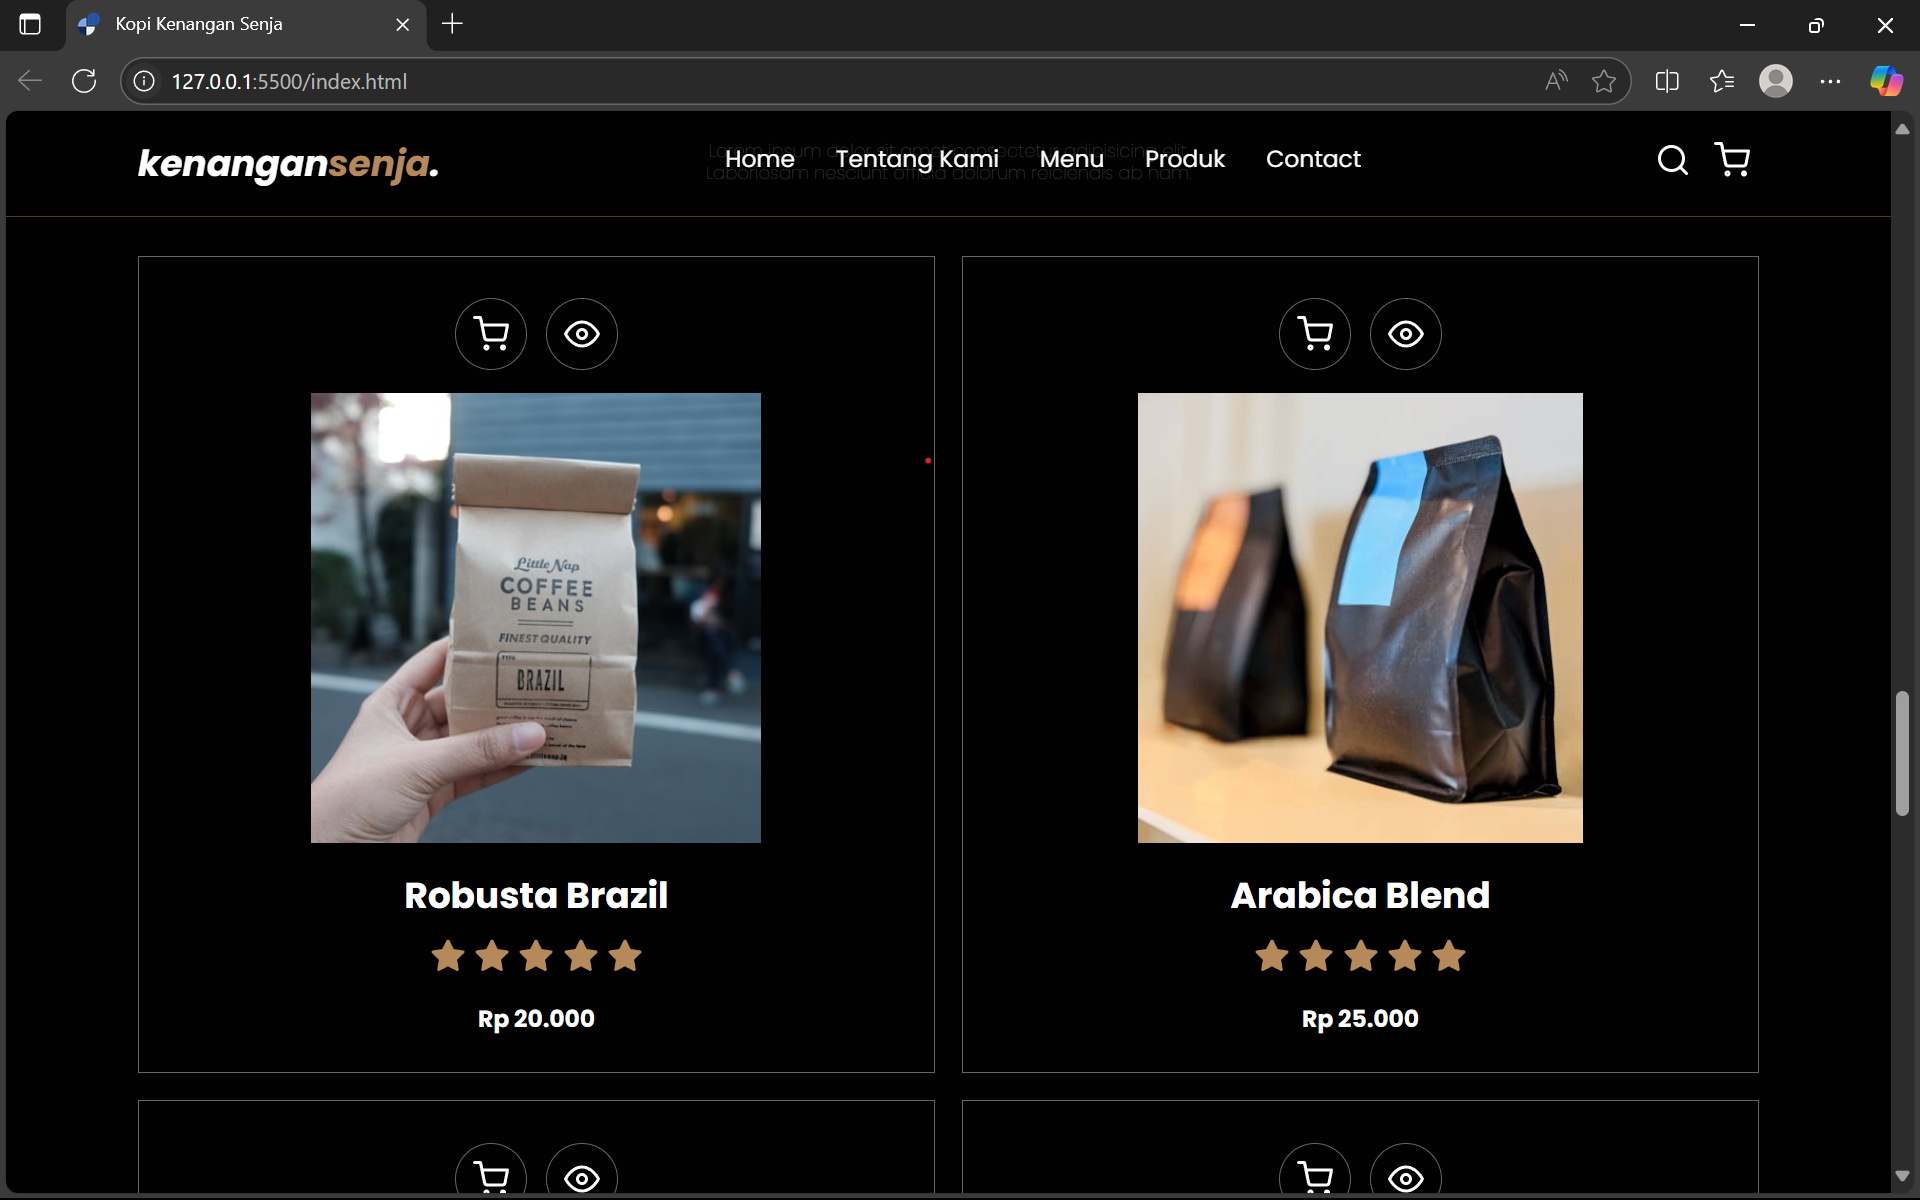 Kopi Kenangan Senja
127.0.0.1:5500/index.html
kenangansenja.
Home Tentang Kami Menu Produk Contact
Lorem ipsum dolor sit amet consectetur adipisicing elit.
Laboriosam nesciunt officia dolorum reiciendis ab nam.
Little Nap
COFFEE
BEANS
FINEST QUALITY
TYPE
BRAZIL
Robusta Brazil
Rp 20.000
Arabica Blend
Rp 25.000